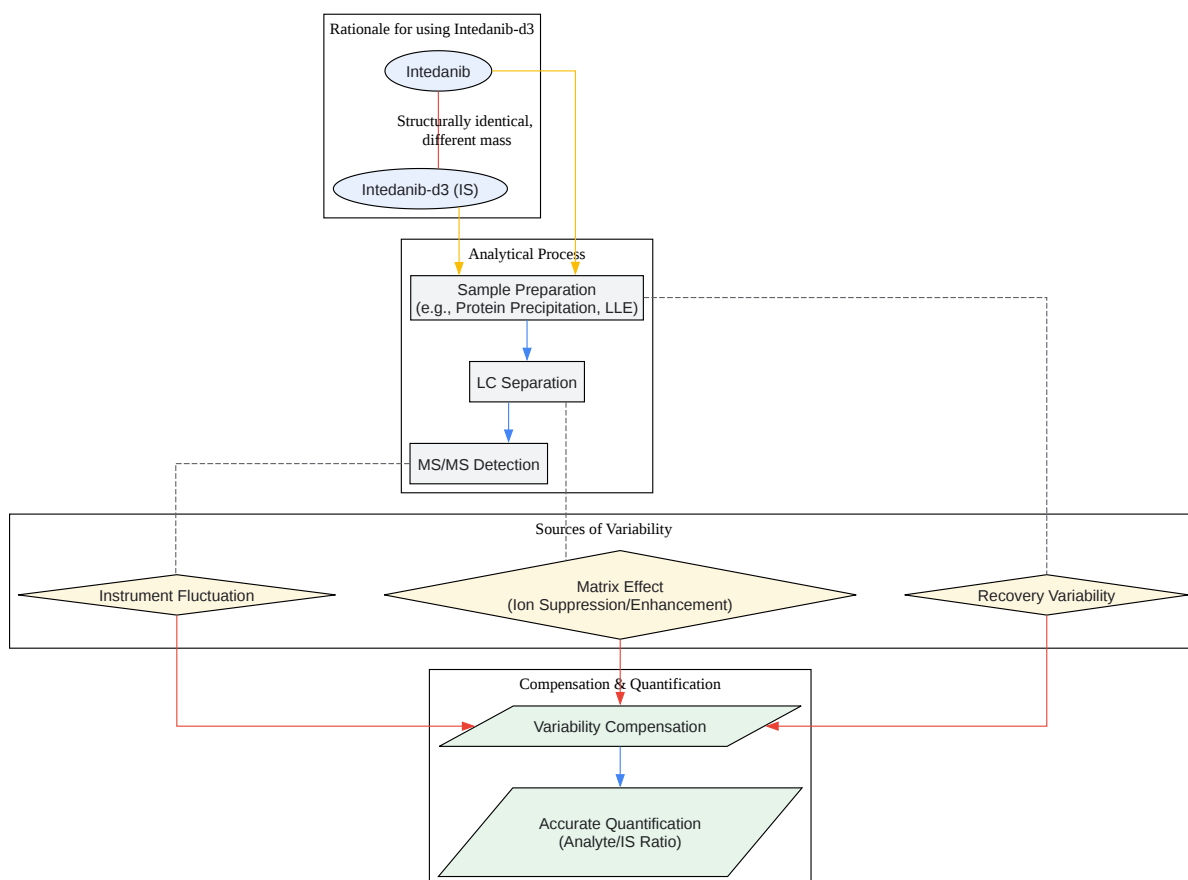 Rationale for using Intedanib-d3
Intedanib
Structurally identical,
different mass
Intedanib-d3 (IS)
Analytical Process
Sample Preparation
(e.g., Protein Precipitation, LLE)
LC Separation
MS/MS Detection
Sources of Variability
Instrument Fluctuation
Matrix Effect
(Ion Suppression/Enhancement)
Recovery Variability
Compensation & Quantification
Variability Compensation
Accurate Quantification
(Analyte/IS Ratio)